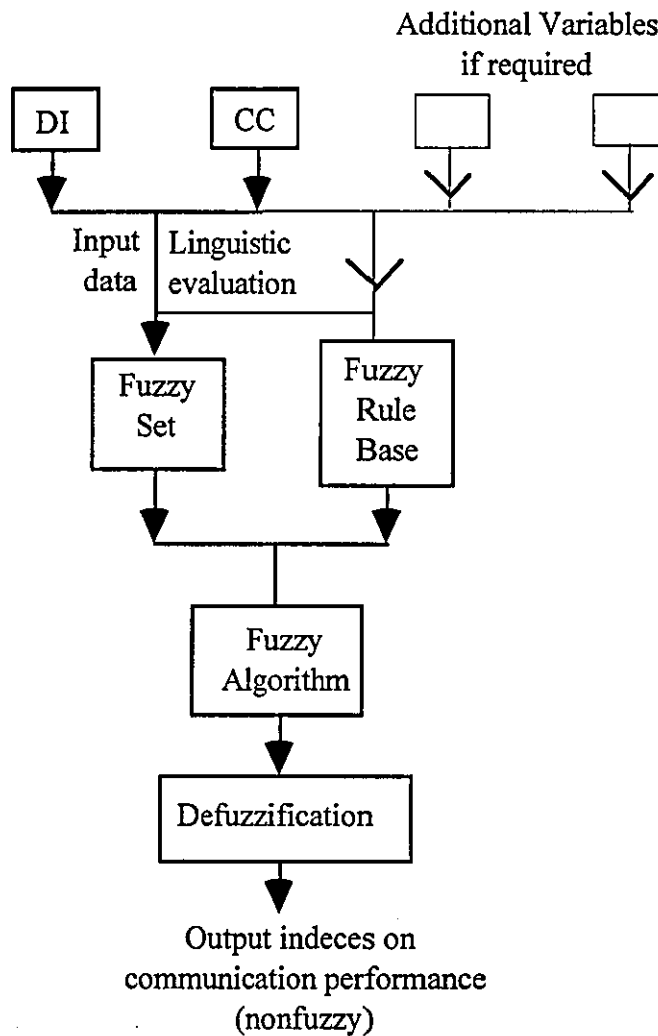 Additional Variables
if required
DI
CC
Input
data
Linguistic
evaluation
Fuzzy
Set
Fuzzy
Rule
Base
Fuzzy
Algorithm
Defuzzification
Output indeces on
communication performance
(nonfuzzy)